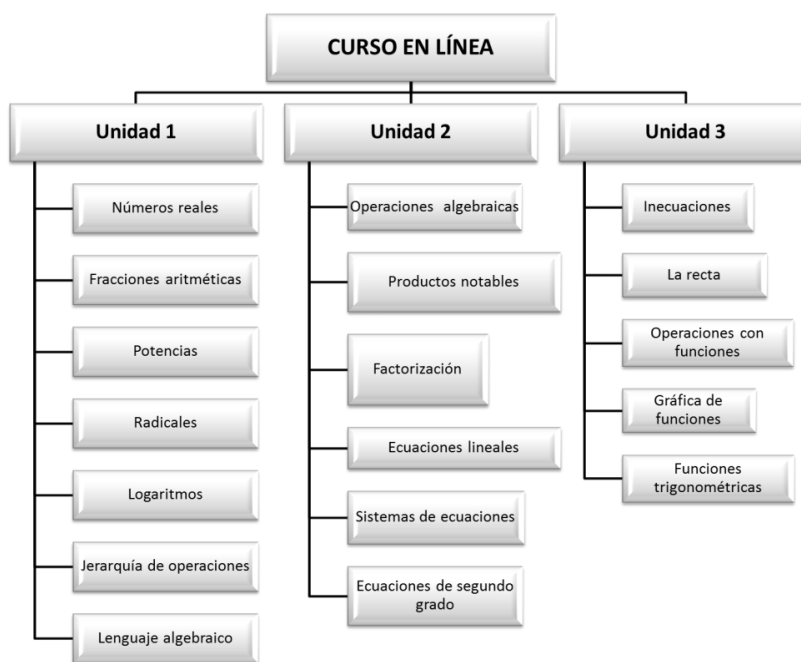 CURSO EN LÍNEA
Unidad 1
Números reales
Fracciones aritméticas
Potencias
Radicales
Logaritmos
Jerarquía de operaciones
Lenguaje algebraico
Unidad 2
Operaciones algebraicas
Productos notables
Factorización
Ecuaciones lineales
Sistemas de ecuaciones
Ecuaciones de segundo
grado
Unidad 3
Inecuaciones
La recta
Operaciones con
funciones
Gráfica de
funciones
Funciones
trigonométricas